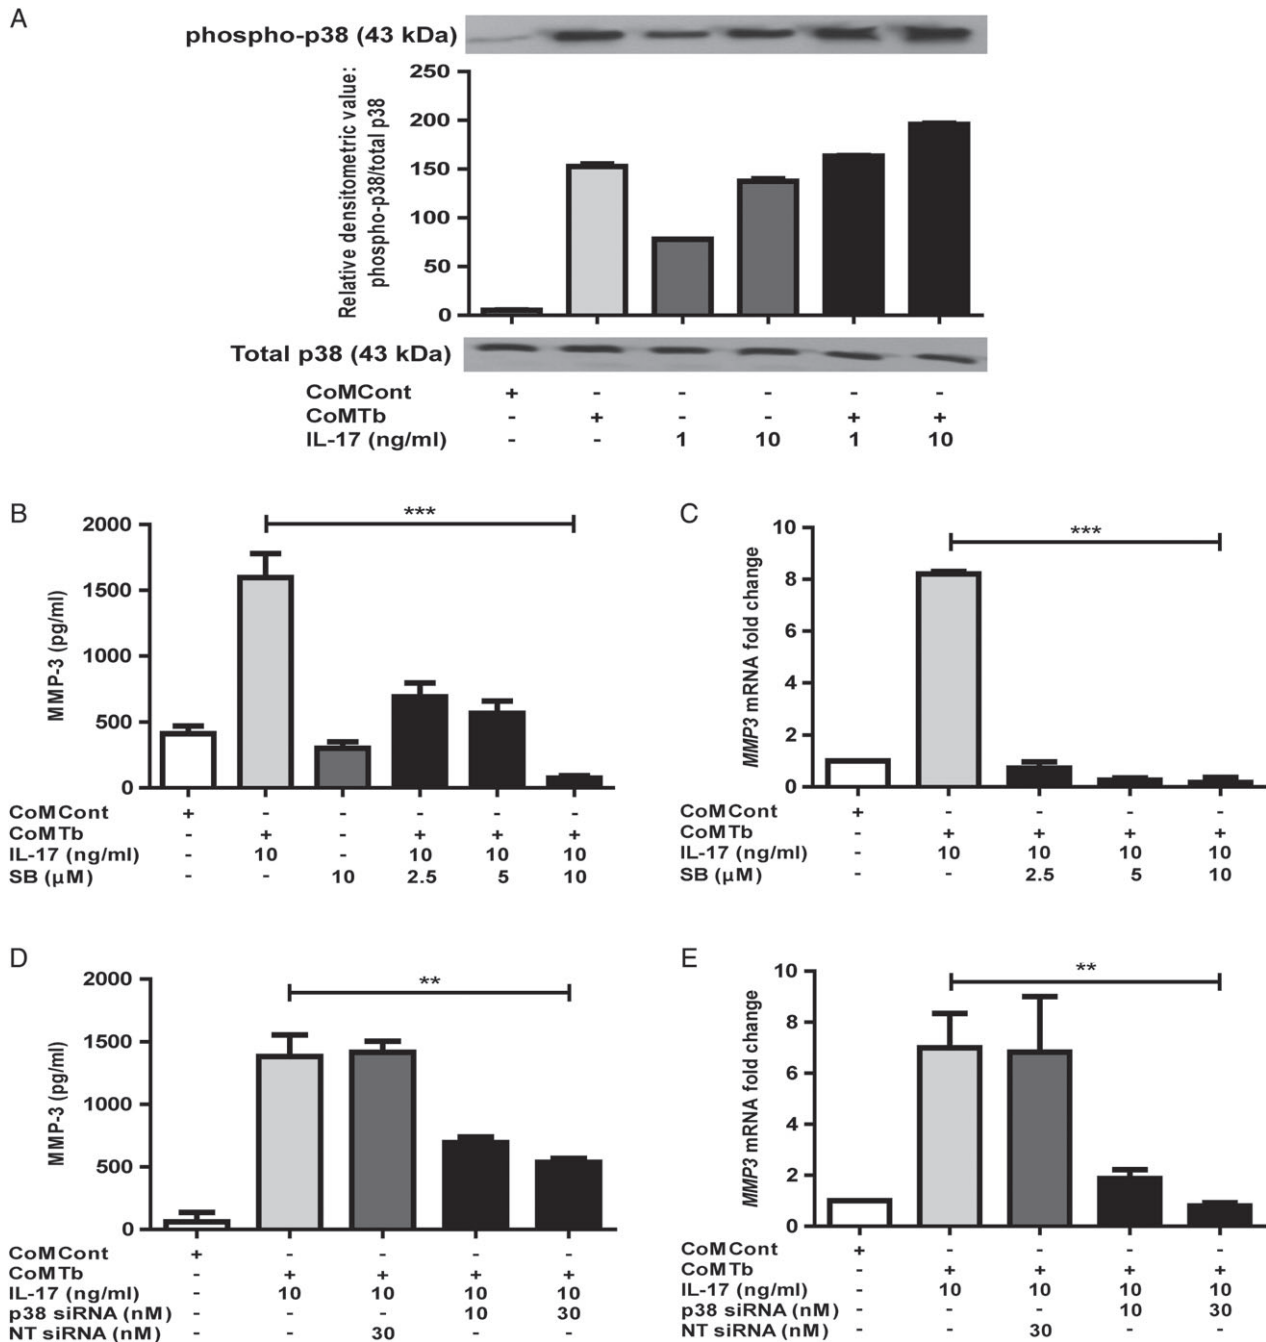 A
phospho-p38 (43 kDa)
250
200
150
100
50
0
Relative densitometric value:
phospho-p38/total p38
Total p38 (43 kDa)
CoMCont + - - - - -
CoMTb - + - - + +
IL-17 (ng/ml) - - 1 10 1 10
B
2000
1500
1000
500
0
MMP-3 (pg/ml)
***
CoMCont + - - - - -
CoMTb - + - + + +
IL-17 (ng/ml) - 10 - 10 10 10
SB (µM) - - 10 2.5 5 10
C
10
8
6
4
2
0
MMP3 mRNA fold change
***
CoMCont + - - - -
CoMTb - + + + +
IL-17 (ng/ml) - 10 10 10 10
SB (µM) - - 2.5 5 10
D
2000
1500
1000
500
0
MMP-3 (pg/ml)
**
CoMCont + - - - -
CoMTb - + + + +
IL-17 (ng/ml) - 10 10 10 10
p38 siRNA (nM) - - - 10 30
NT siRNA (nM) - - 30 - -
E
10
8
6
4
2
0
MMP3 mRNA fold change
**
CoMCont + - - - -
CoMTb - + + + +
IL-17 (ng/ml) - 10 10 10 10
p38 siRNA (nM) - - - 10 30
NT siRNA (nM) - - 30 - -